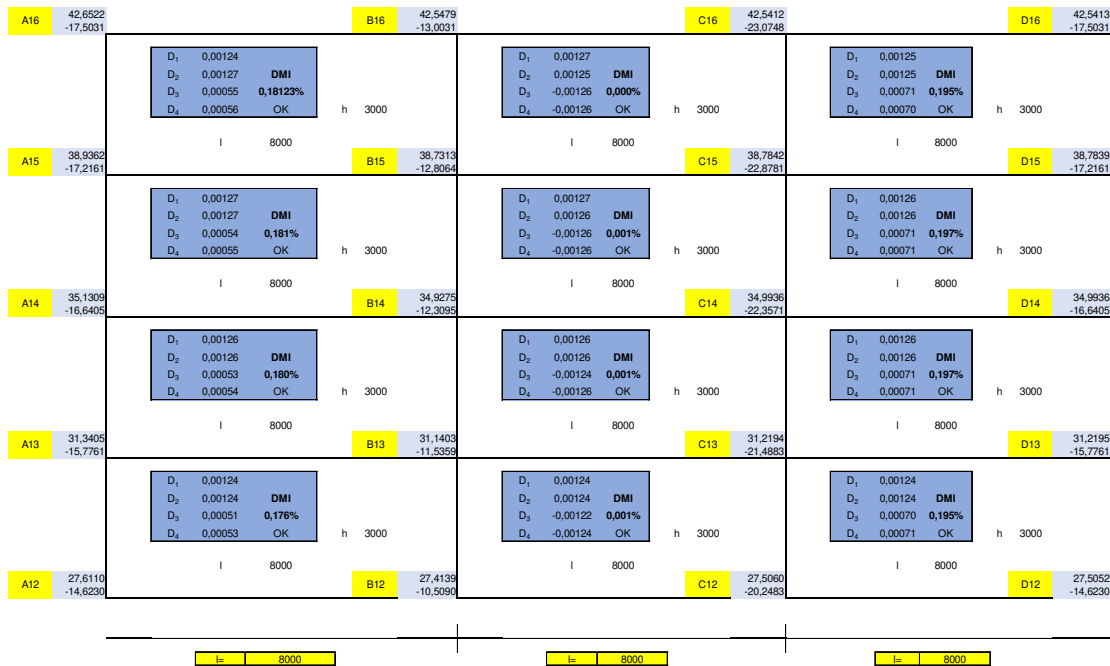 A16 42,6522 B16 42,5479 C16 42,5412 D16 42,5413
-17,5031 -13,0031 -23,0748 -17,5031
D₁ 0,00124 D₁ 0,00127 D₁ 0,00125
D₂ 0,00127 DMI D₂ 0,00125 DMI D₂ 0,00125 DMI
D₃ 0,00055 0,18123% D₃ -0,00126 0,000% D₃ 0,00071 0,195%
D₄ 0,00056 OK h 3000 D₄ -0,00126 OK h 3000 D₄ 0,00070 OK h 3000
l 8000 l 8000 l 8000
A15 38,9362 B15 38,7313 C15 38,7842 D15 38,7839
-17,2161 -12,8064 -22,8781 -17,2161
D₁ 0,00127 D₁ 0,00127 D₁ 0,00126
D₂ 0,00127 DMI D₂ 0,00126 DMI D₂ 0,00126 DMI
D₃ 0,00054 0,181% D₃ -0,00126 0,001% D₃ 0,00071 0,197%
D₄ 0,00055 OK h 3000 D₄ -0,00126 OK h 3000 D₄ 0,00071 OK h 3000
l 8000 l 8000 l 8000
A14 35,1309 B14 34,9275 C14 34,9936 D14 34,9936
-16,6405 -12,3095 -22,3571 -16,6405
D₁ 0,00126 D₁ 0,00126 D₁ 0,00126
D₂ 0,00126 DMI D₂ 0,00126 DMI D₂ 0,00126 DMI
D₃ 0,00053 0,180% D₃ -0,00124 0,001% D₃ 0,00071 0,197%
D₄ 0,00054 OK h 3000 D₄ -0,00126 OK h 3000 D₄ 0,00071 OK h 3000
l 8000 l 8000 l 8000
A13 31,3405 B13 31,1403 C13 31,2194 D13 31,2195
-15,7761 -11,5359 -21,4883 -15,7761
D₁ 0,00124 D₁ 0,00124 D₁ 0,00124
D₂ 0,00124 DMI D₂ 0,00124 DMI D₂ 0,00124 DMI
D₃ 0,00051 0,176% D₃ -0,00122 0,001% D₃ 0,00070 0,195%
D₄ 0,00053 OK h 3000 D₄ -0,00124 OK h 3000 D₄ 0,00071 OK h 3000
l 8000 l 8000 l 8000
A12 27,6110 B12 27,4139 C12 27,5060 D12 27,5052
-14,6230 -10,5090 -20,2483 -14,6230
l= 8000 l= 8000 l= 8000